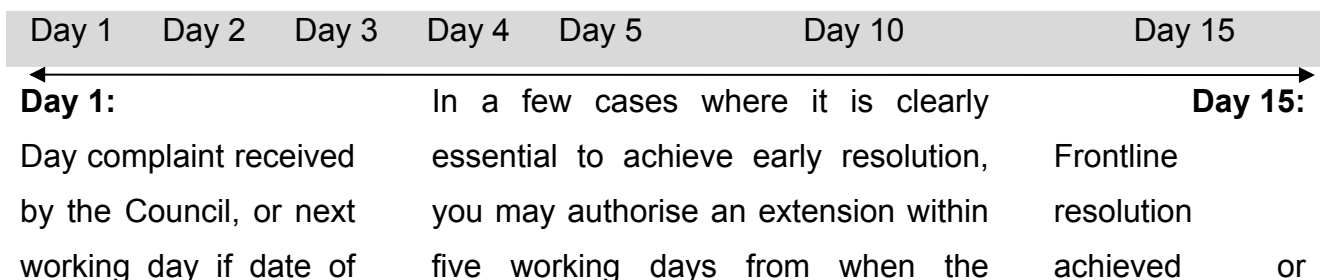 Day 1 Day 2 Day 3 Day 4 Day 5 Day 10 Day 15
Day 1:
Day complaint received
by the Council, or next
working day if date of
In a few cases where it is clearly
essential to achieve early resolution,
you may authorise an extension within
five working days from when the
Day 15:
Frontline
resolution
achieved or